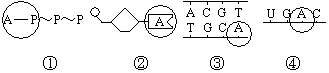 A—P～P～P
A
A C G T
T G C A
U G A C
① ② ③ ④